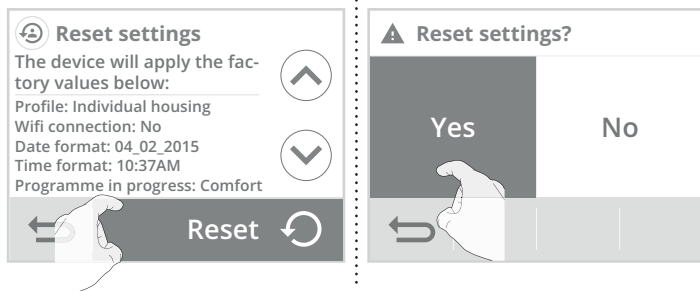 Reset settings
The device will apply the fac-
tory values below:
Profile: Individual housing
Wifi connection: No
Date format: 04_02_2015
Time format: 10:37AM
Programme in progress: Comfort
Reset
Reset settings?
Yes
No